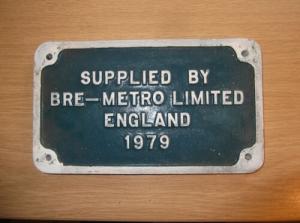 SUPPLIED BY
BRE-METRO LIMITED
ENGLAND
1979